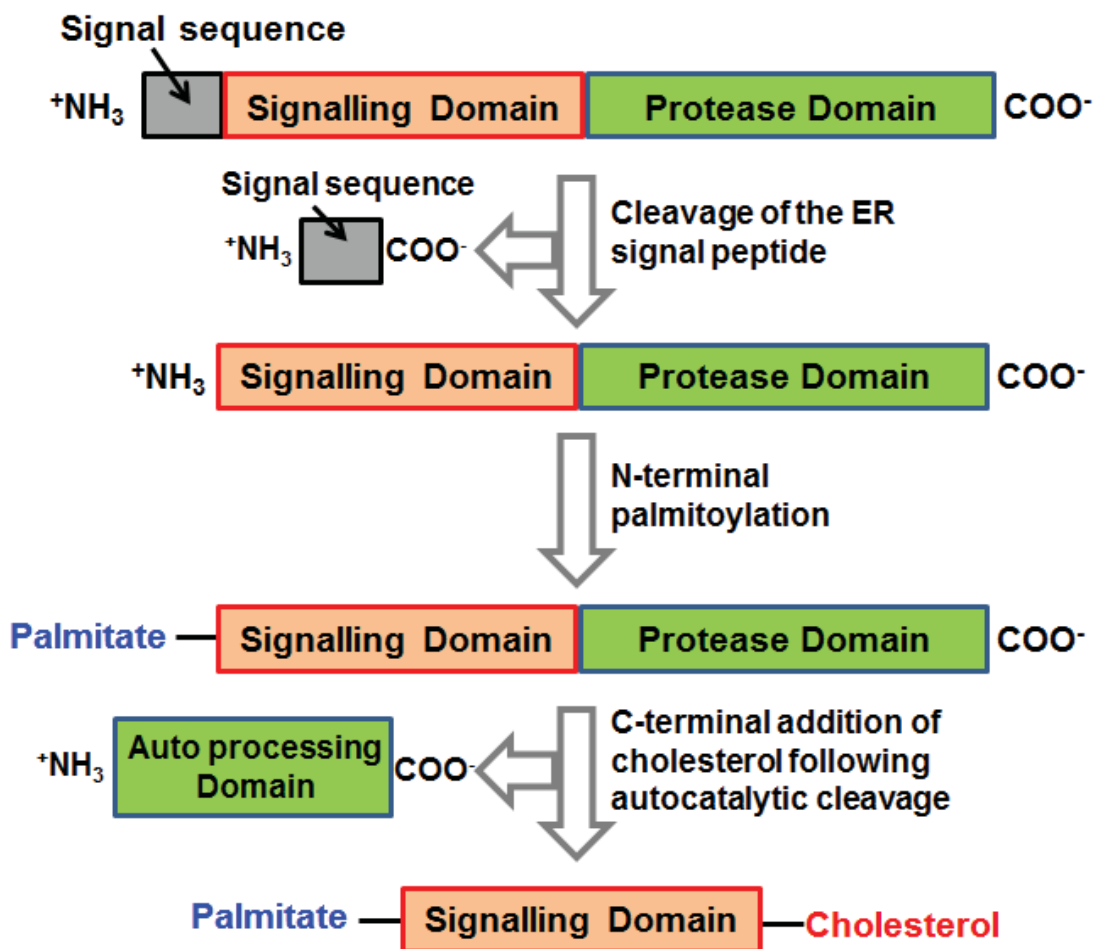 Signal sequence
⁺NH₃ Signalling Domain Protease Domain COO⁻
Signal sequence
⁺NH₃ COO⁻
Cleavage of the ER
signal peptide
⁺NH₃ Signalling Domain Protease Domain COO⁻
N-terminal
palmitoylation
Palmitate Signalling Domain Protease Domain COO⁻
⁺NH₃ Auto processing
Domain COO⁻
C-terminal addition of
cholesterol following
autocatalytic cleavage
Palmitate Signalling Domain Cholesterol